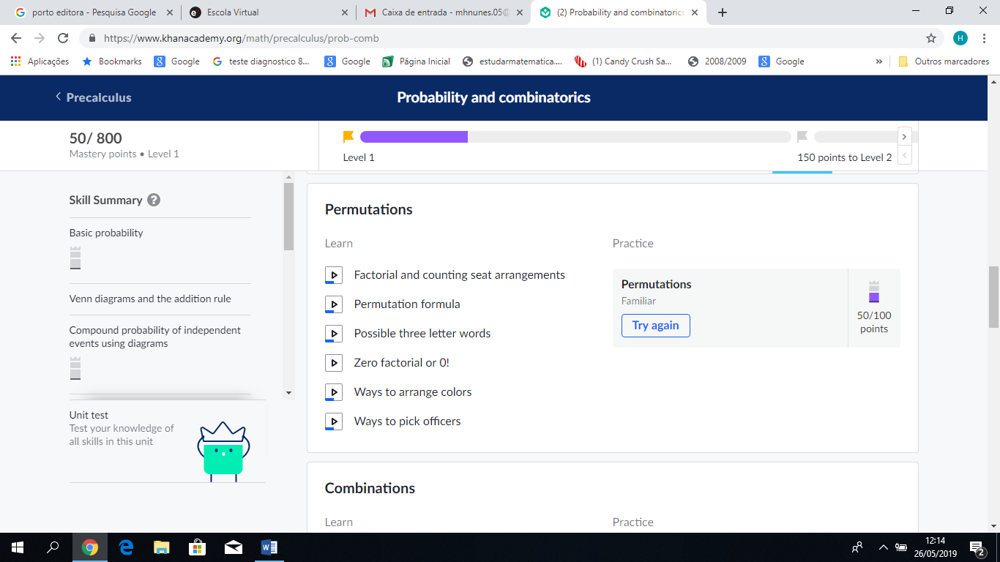 porto editora - Pesquisa Google
Escola Virtual
Caixa de entrada - mhnunes.05@
(2) Probability and combinatorics
https://www.khanacademy.org/math/precalculus/prob-comb
H
Aplicações
Bookmarks
Google
teste diagnostico 8...
Google
Página Inicial
estudarmatematica....
(1) Candy Crush Sa...
2008/2009
Google
»
Outros marcadores
Precalculus
Probability and combinatorics
50/ 800
Mastery points • Level 1
Level 1
150 points to Level 2
Skill Summary ?
Basic probability
Venn diagrams and the addition rule
Compound probability of independent
events using diagrams
Unit test
Test your knowledge of
all skills in this unit
Permutations
Learn
Factorial and counting seat arrangements
Permutation formula
Possible three letter words
Zero factorial or 0!
Ways to arrange colors
Ways to pick officers
Practice
Permutations
Familiar
Try again
50/100
points
Combinations
Learn
Practice
12:14
26/05/2019
2